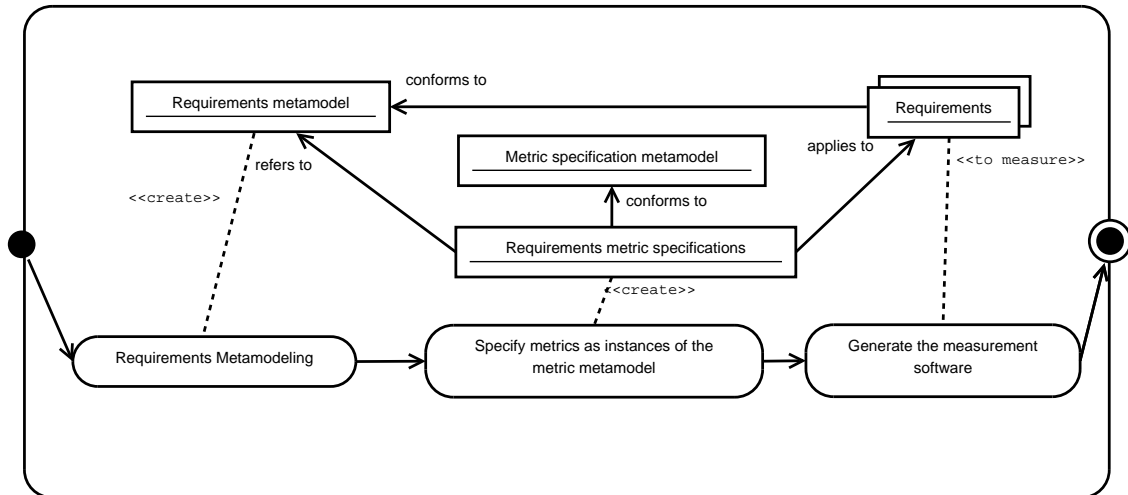 conforms to
Requirements metamodel
Requirements
refers to
Metric specification metamodel
applies to
<<to measure>>
<<create>>
conforms to
Requirements metric specifications
<<create>>
Requirements Metamodeling
Specify metrics as instances of the
metric metamodel
Generate the measurement
software